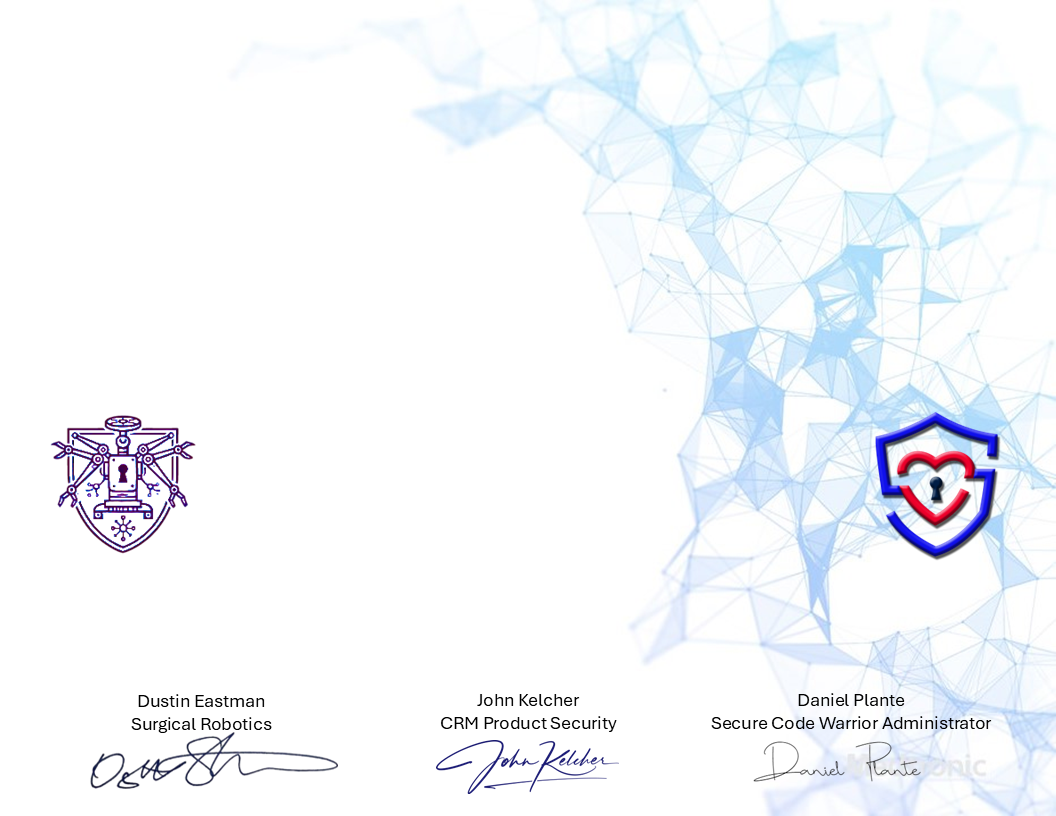 Dustin Eastman
Surgical Robotics
John Kelcher
CRM Product Security
John Kelcher
Daniel Plante
Secure Code Warrior Administrator
Daniel Plante